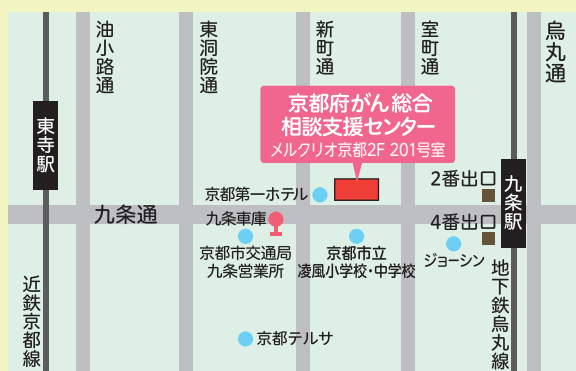 油小路通
東洞院通
新町通
室町通
烏丸通
京都府がん総合
相談支援センター
メルクリオ京都2F 201号室
東寺駅
2番出口
九条駅
京都第一ホテル
九条通
九条車庫
4番出口
京都市交通局
九条営業所
京都市立
凌風小学校・中学校
ジョーシン
近鉄京都線
地下鉄烏丸線
京都テルサ